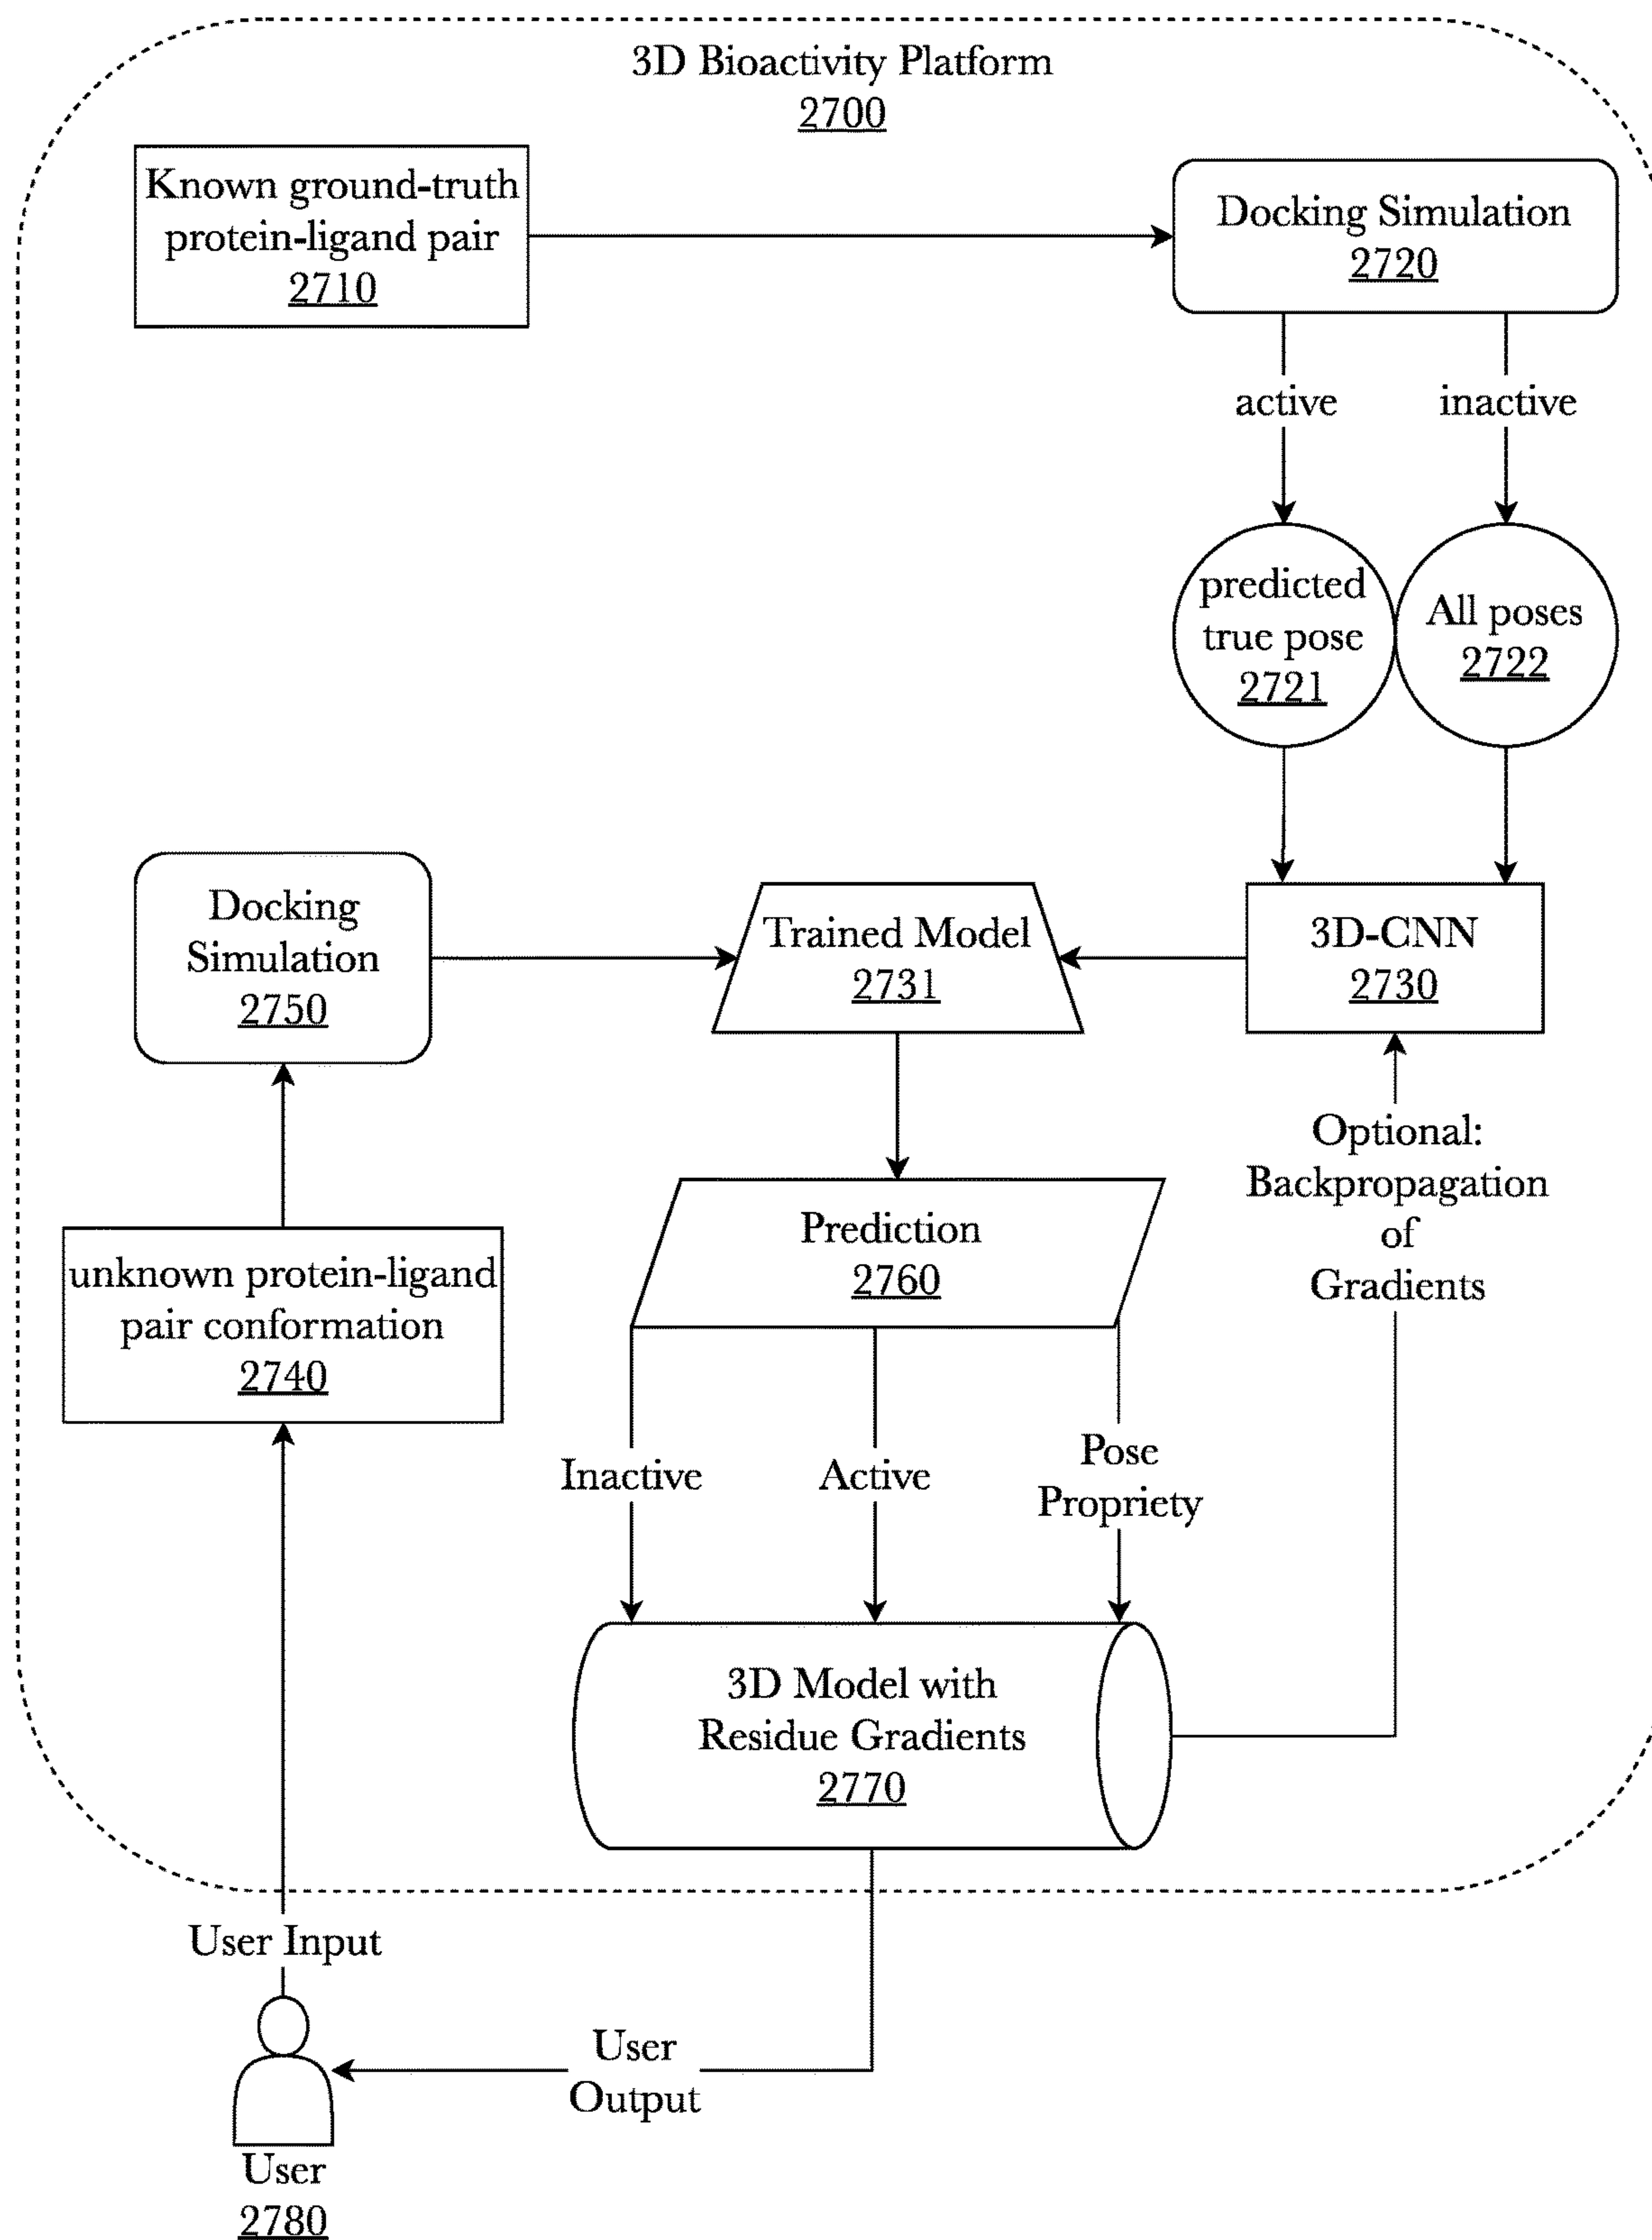 3D Bioactivity Platform
2700
Known ground-truth
protein-ligand pair
2710
Docking Simulation
2720
active
inactive
predicted
true pose
2721
All poses
2722
Docking
Simulation
2750
Trained Model
2731
3D-CNN
2730
Optional:
Backpropagation
of
Gradients
Prediction
2760
unknown protein-ligand
pair conformation
2740
Inactive
Active
Pose
Propriety
3D Model with
Residue Gradients
2770
User Input
User
Output
User
2780